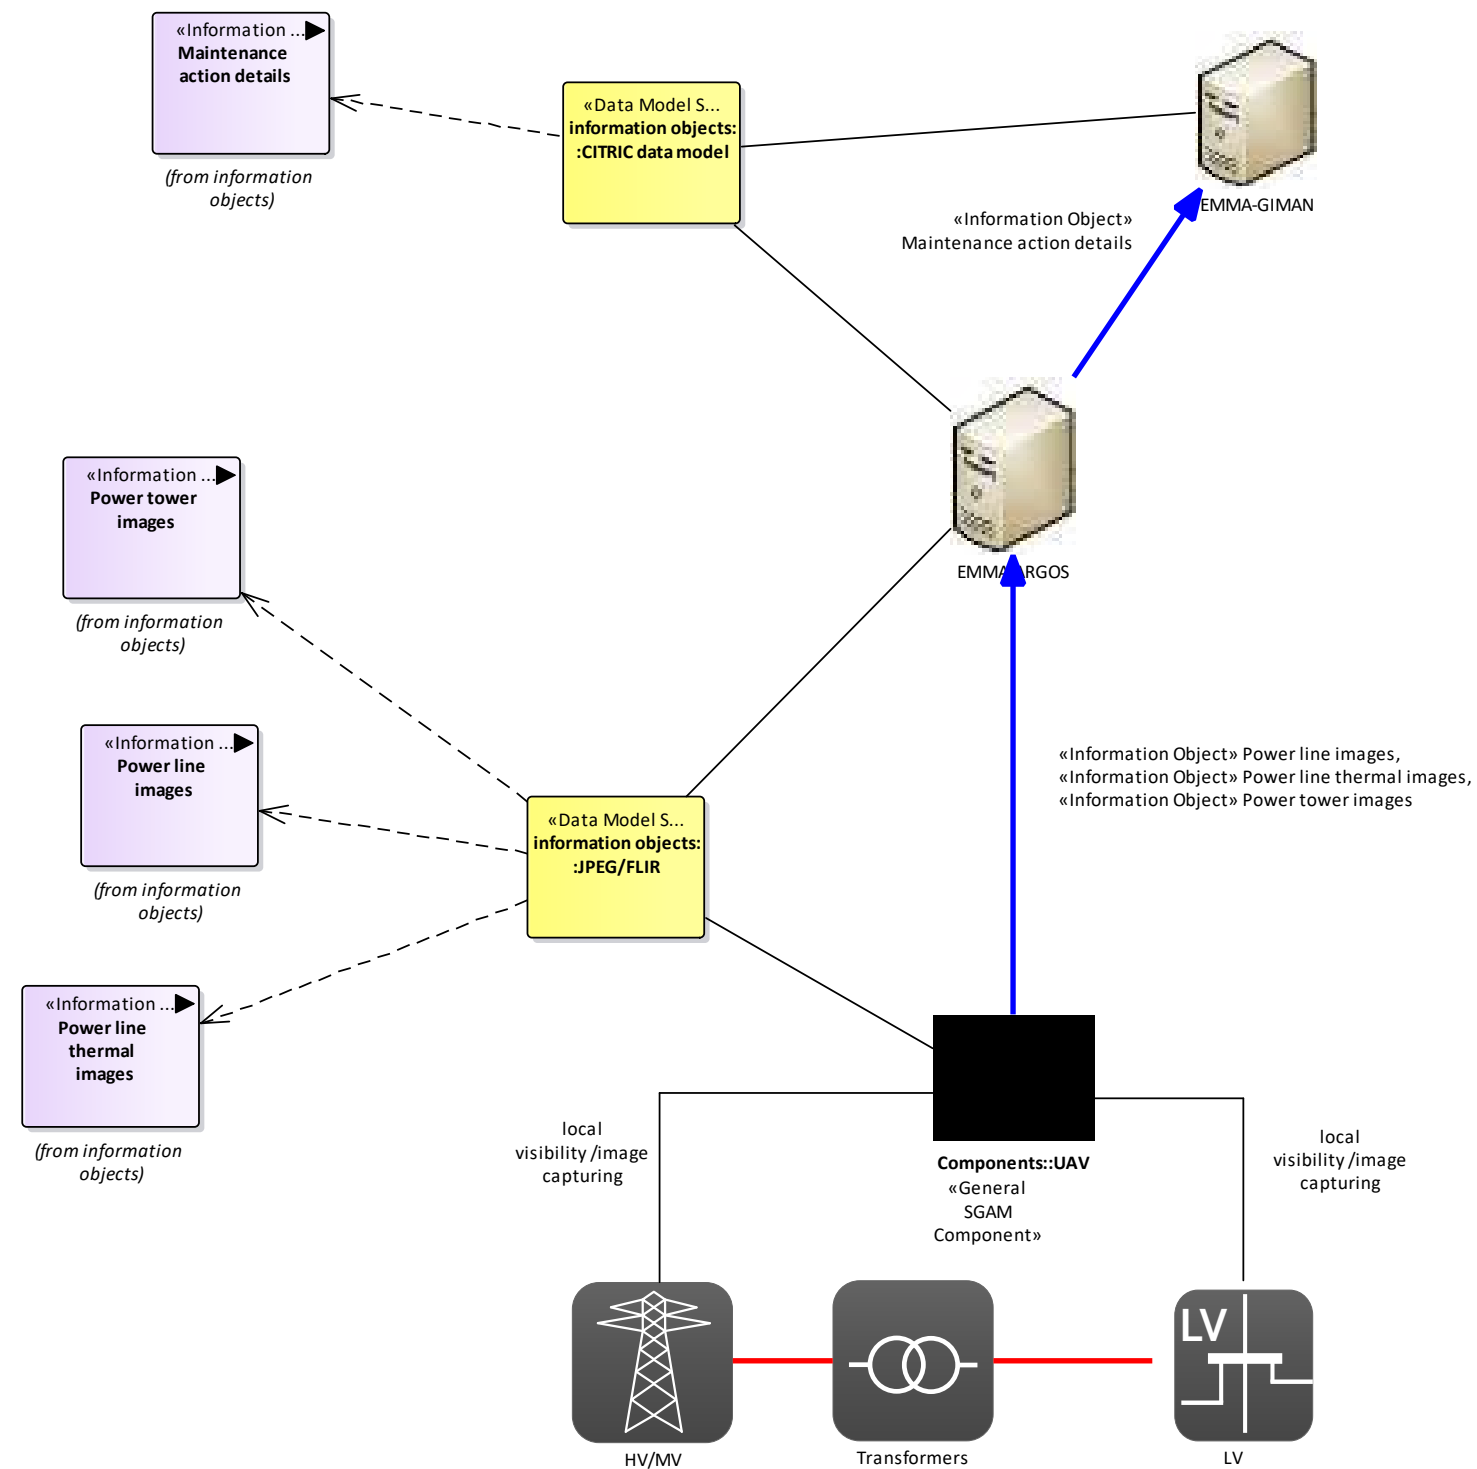 «Information ...
Maintenance
action details
(from information
objects)
«Data Model S...
information objects:
:CITRIC data model
EMMA-GIMAN
«Information Object»
Maintenance action details
«Information ...
Power tower
images
(from information
objects)
EMMA-ARGOS
«Information ...
Power line
images
(from information
objects)
«Information Object» Power line images,
«Information Object» Power line thermal images,
«Information Object» Power tower images
«Data Model S...
information objects:
:JPEG/FLIR
«Information ...
Power line
thermal
images
(from information
objects)
local
visibility /image
capturing
Components::UAV
«General
SGAM
Component»
local
visibility /image
capturing
LV
HV/MV
Transformers
LV